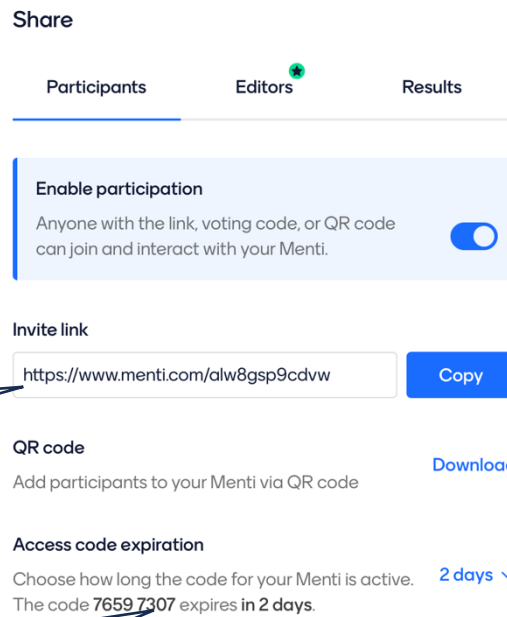 Share
Participants Editors Results
Enable participation
Anyone with the link, voting code, or QR code
can join and interact with your Menti.
Invite link
https://www.menti.com/alw8gsp9cdvw Copy
QR code
Download
Add participants to your Menti via QR code
Access code expiration
Choose how long the code for your Menti is active. 2 days
The code 7659 7307 expires in 2 days.